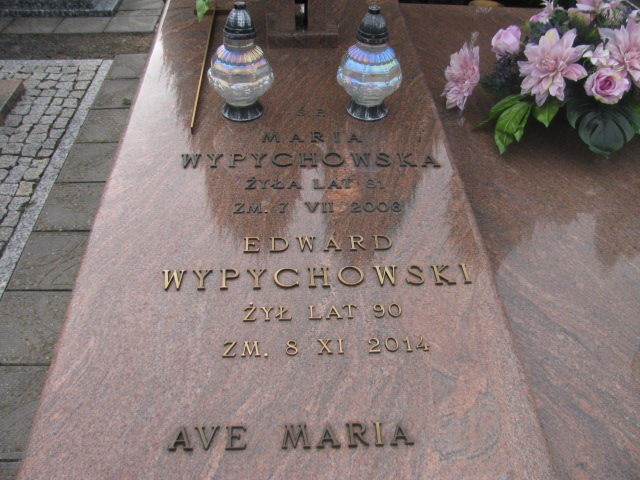 Ś.P.
MARIA
WYPYCHOWSKA
ŻYŁA LAT 81
ZM. 7 VII 2008
EDWARD
WYPYCHOWSKI
ŻYŁ LAT 90
ZM. 8 XI 2014
AVE MARIA